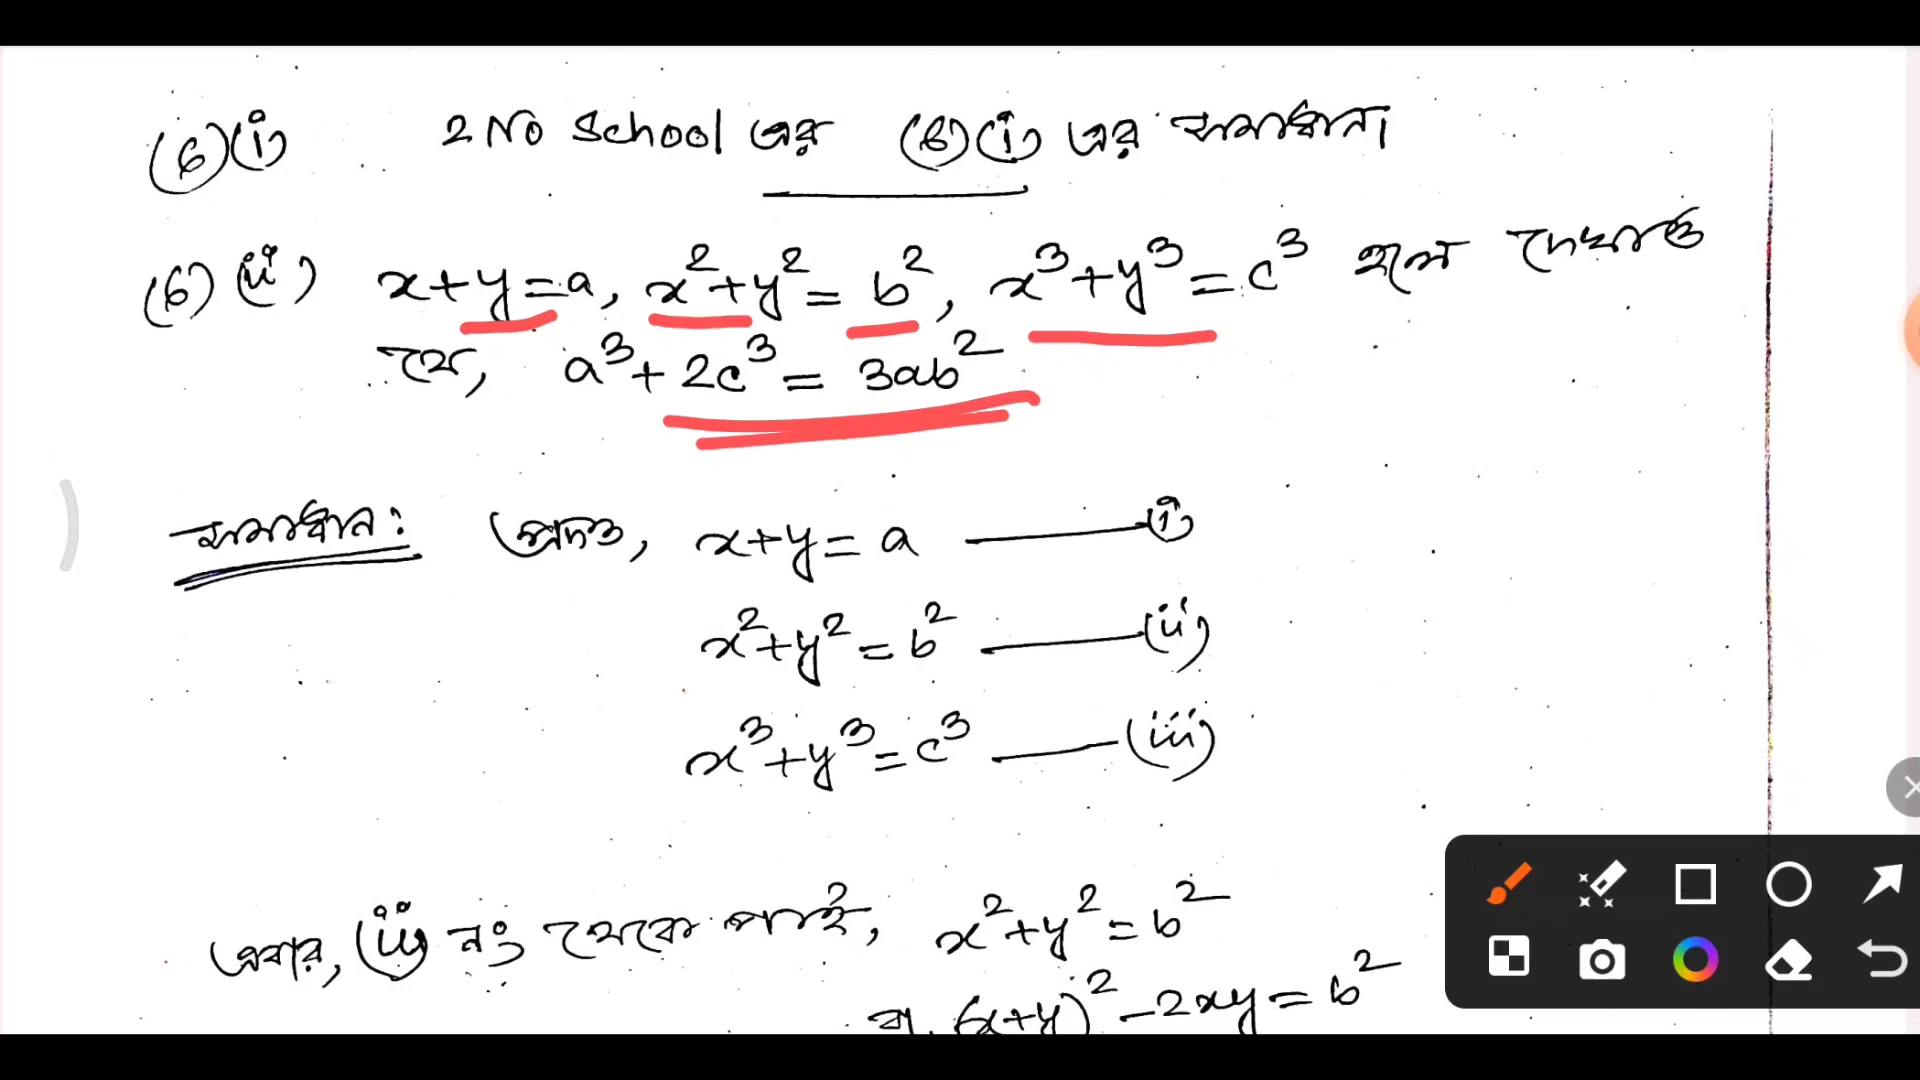 (6)(i) 2 No School এর (6)(i) এর সমাধান।
(6)(ii) x+y=a, x²+y²=b², x³+y³=c³ হলে দেখাও
যে, a³+2c³=3ab²
সমাধান: প্রদত্ত, x+y=a —(i)
x²+y²=b² —(ii)
x³+y³=c³ —(iii)
এবার, (ii) নং থেকে পাই, x²+y²=b²
বা, (x+y)²-2xy=b²